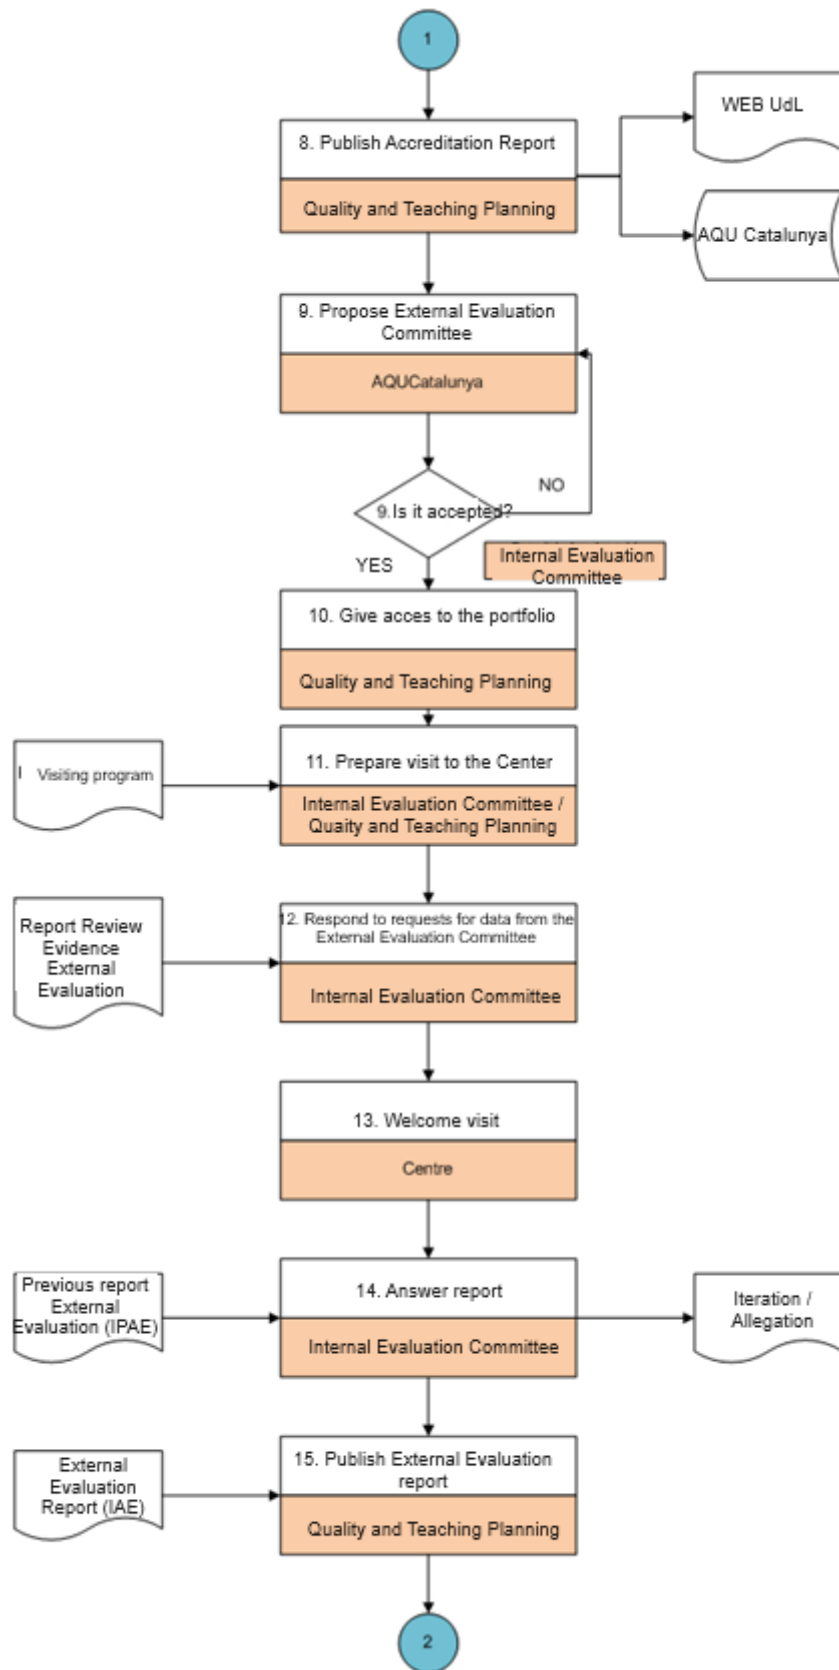 1
8. Publish Accreditation Report
Quality and Teaching Planning
WEB UdL
AQU Catalunya
9. Propose External Evaluation
Committee
AQUCatalunya
9.Is it accepted?
NO
YES
Internal Evaluation
Committee
10. Give acces to the portfolio
Quality and Teaching Planning
Visiting program
11. Prepare visit to the Center
Internal Evaluation Committee /
Quaity and Teaching Planning
Report Review
Evidence
External
Evaluation
12. Respond to requests for data from the
External Evaluation Committee
Internal Evaluation Committee
13. Welcome visit
Centre
Previous report
External
Evaluation (IPAE)
14. Answer report
Internal Evaluation Committee
Iteration /
Allegation
External
Evaluation
Report (IAE)
15. Publish External Evaluation
report
Quality and Teaching Planning
2